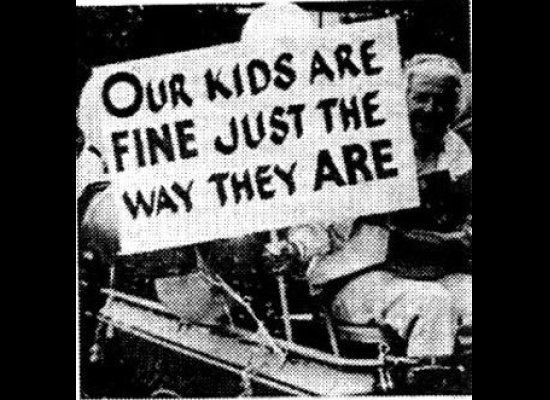 OUR KIDS ARE
FINE JUST THE
WAY THEY ARE